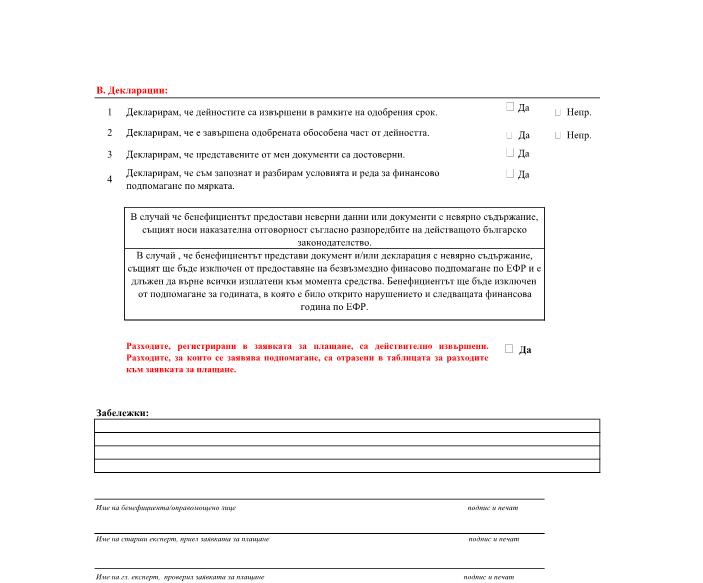 В. Декларации:
1 Декларирам, че дейностите са извършени в рамките на одобрения срок. Да Непр.
2 Декларирам, че е завършена одобрената обособена част от дейността. Да Непр.
3 Декларирам, че представените от мен документи са достоверни. Да
4 Декларирам, че съм запознат и разбирам условията и реда за финансово Да
подпомагане по мярката.
В случай че бенефициентът предостави неверни данни или документи с невярно съдържание,
същият носи наказателна отговорност съгласно разпоредбите на действащото българско
законодателство.
В случай , че бенефициентът представи документ и/или декларация с невярно съдържание,
същият ще бъде изключен от предоставяне на безвъзмездно финасово подпомагане по ЕФР и е
длъжен да върне всички изплатени към момента средства. Бенефициентът ще бъде изключен
от подпомагане за годината, в която е било открито нарушението и следващата финансова
година по ЕФР.
Разходите, регистрирани в заявката за плащане, са действително извършени. Да
Разходите, за които се заявява подпомагане, са отразени в таблицата за разходите
към заявката за плащане.
Забележки:
Име на бенефициента/оправомощено лице подпис и печат
Име на старши експерт, приел заявката за плащане подпис и печат
Име на гл. експерт, проверил заявката за плащане подпис и печат